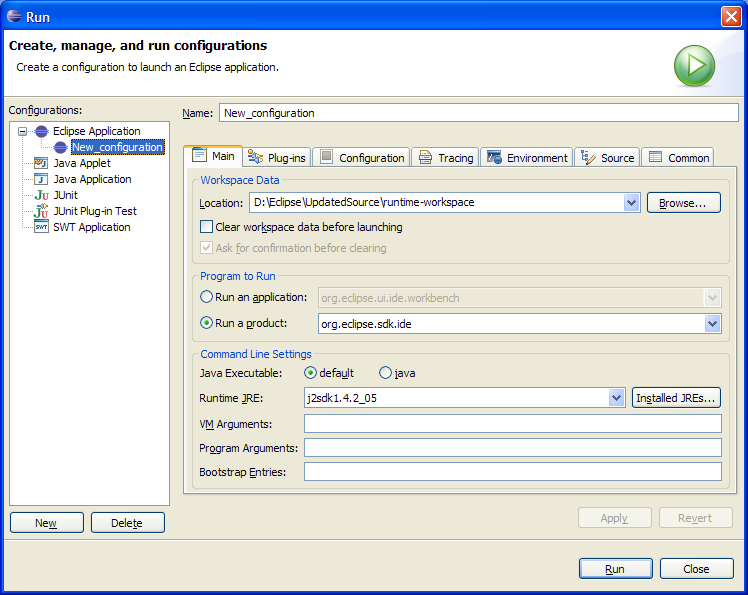 Run
Create, manage, and run configurations
Create a configuration to launch an Eclipse application.
Configurations:
Eclipse Application
New_configuration
Java Applet
Java Application
JUnit
JUnit Plug-in Test
SWT Application
New
Delete
Name: New_configuration
Main Plug-ins Configuration Tracing Environment Source Common
Workspace Data
Location: D:\Eclipse\UpdatedSource\runtime-workspace Browse...
Clear workspace data before launching
Ask for confirmation before clearing
Program to Run
Run an application: org.eclipse.ui.ide.workbench
Run a product: org.eclipse.sdk.ide
Command Line Settings
Java Executable: default java
Runtime JRE: j2sdk1.4.2_05 Installed JREs...
VM Arguments:
Program Arguments:
Bootstrap Entries:
Apply Revert
Run Close